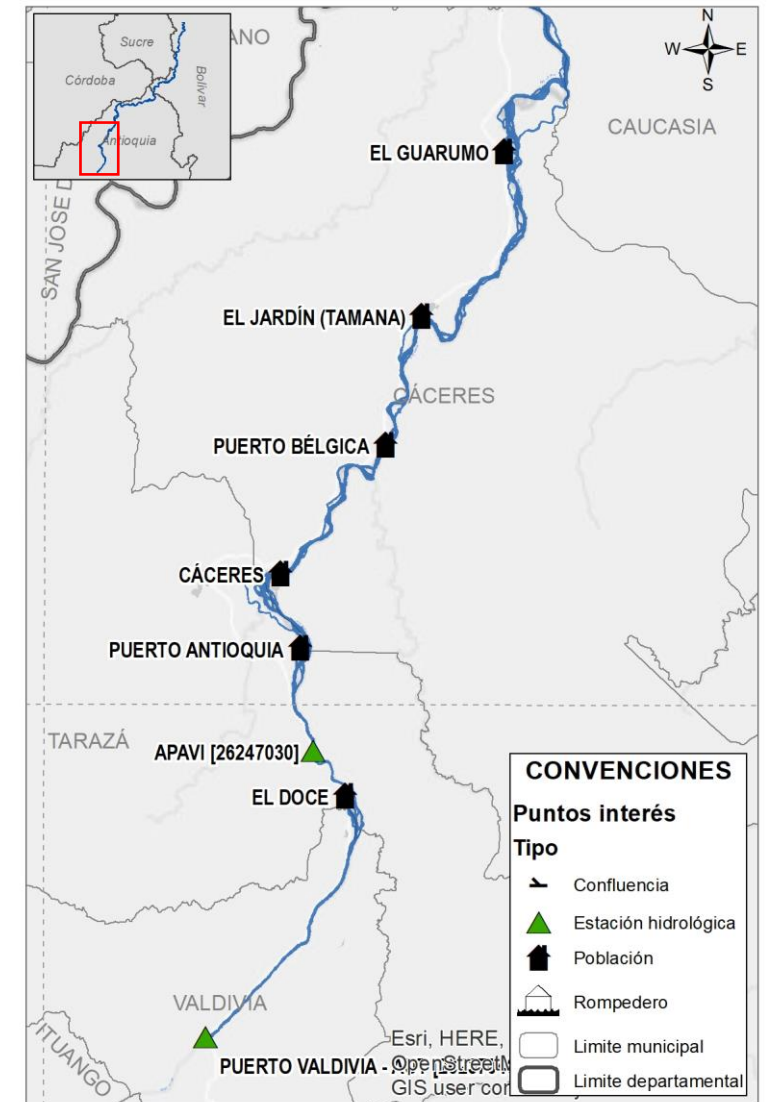 N
W E
S
Sucre
Córdoba
Bolívar
Antioquia
ANO
CAUCASIA
EL GUARUMO
SAN JOSE D
EL JARDÍN (TAMANA)
CÁCERES
PUERTO BÉLGICA
CÁCERES
PUERTO ANTIOQUIA
TARAZÁ
APAVI [26247030]
EL DOCE
VALDIVIA
ITUANGO
PUERTO VALDIVIA -
Esri, HERE,
GIS user con
CONVENCIONES
Puntos interés
Tipo
Confluencia
Estación hidrológica
Población
Rompedero
Limite municipal
Limite departamental